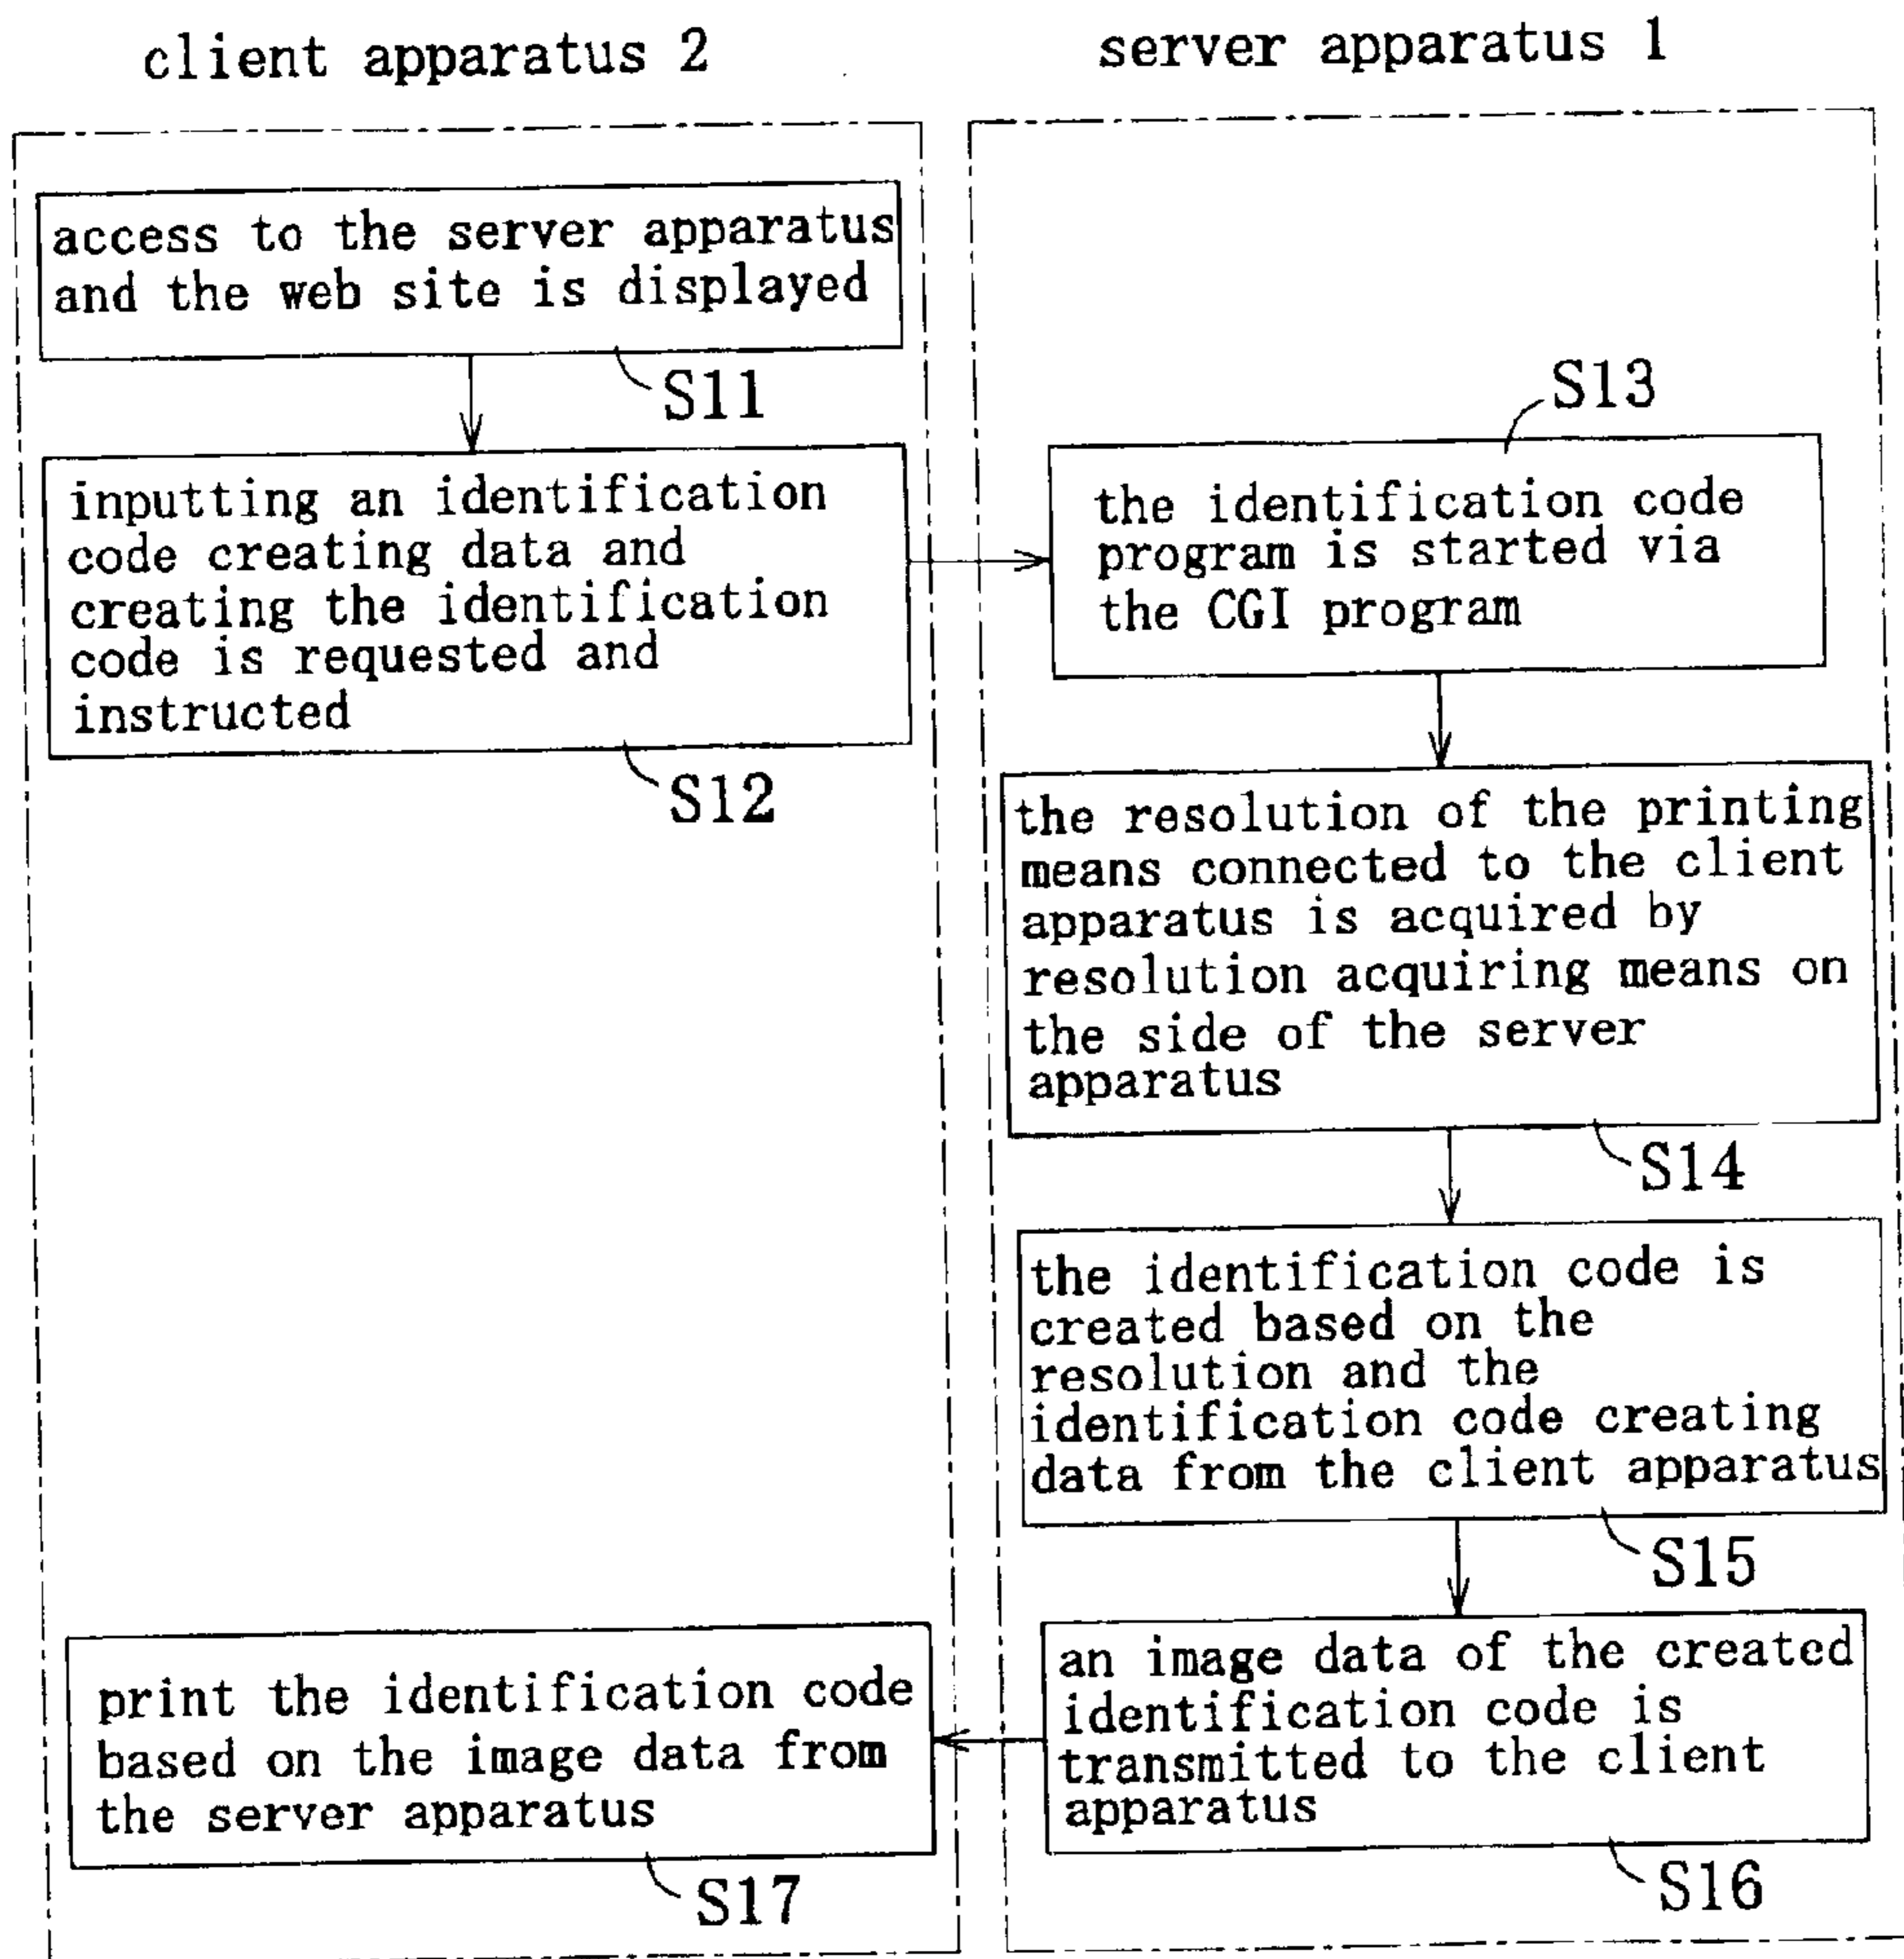 client apparatus 2
server apparatus 1
access to the server apparatus
and the web site is displayed
S11
inputting an identification
code creating data and
creating the identification
code is requested and
instructed
S12
S13
the identification code
program is started via
the CGI program
the resolution of the printing
means connected to the client
apparatus is acquired by
resolution acquiring means on
the side of the server
apparatus
S14
the identification code is
created based on the
resolution and the
identification code creating
data from the client apparatus
S15
an image data of the created
identification code is
transmitted to the client
apparatus
S16
print the identification code
based on the image data from
the server apparatus
S17